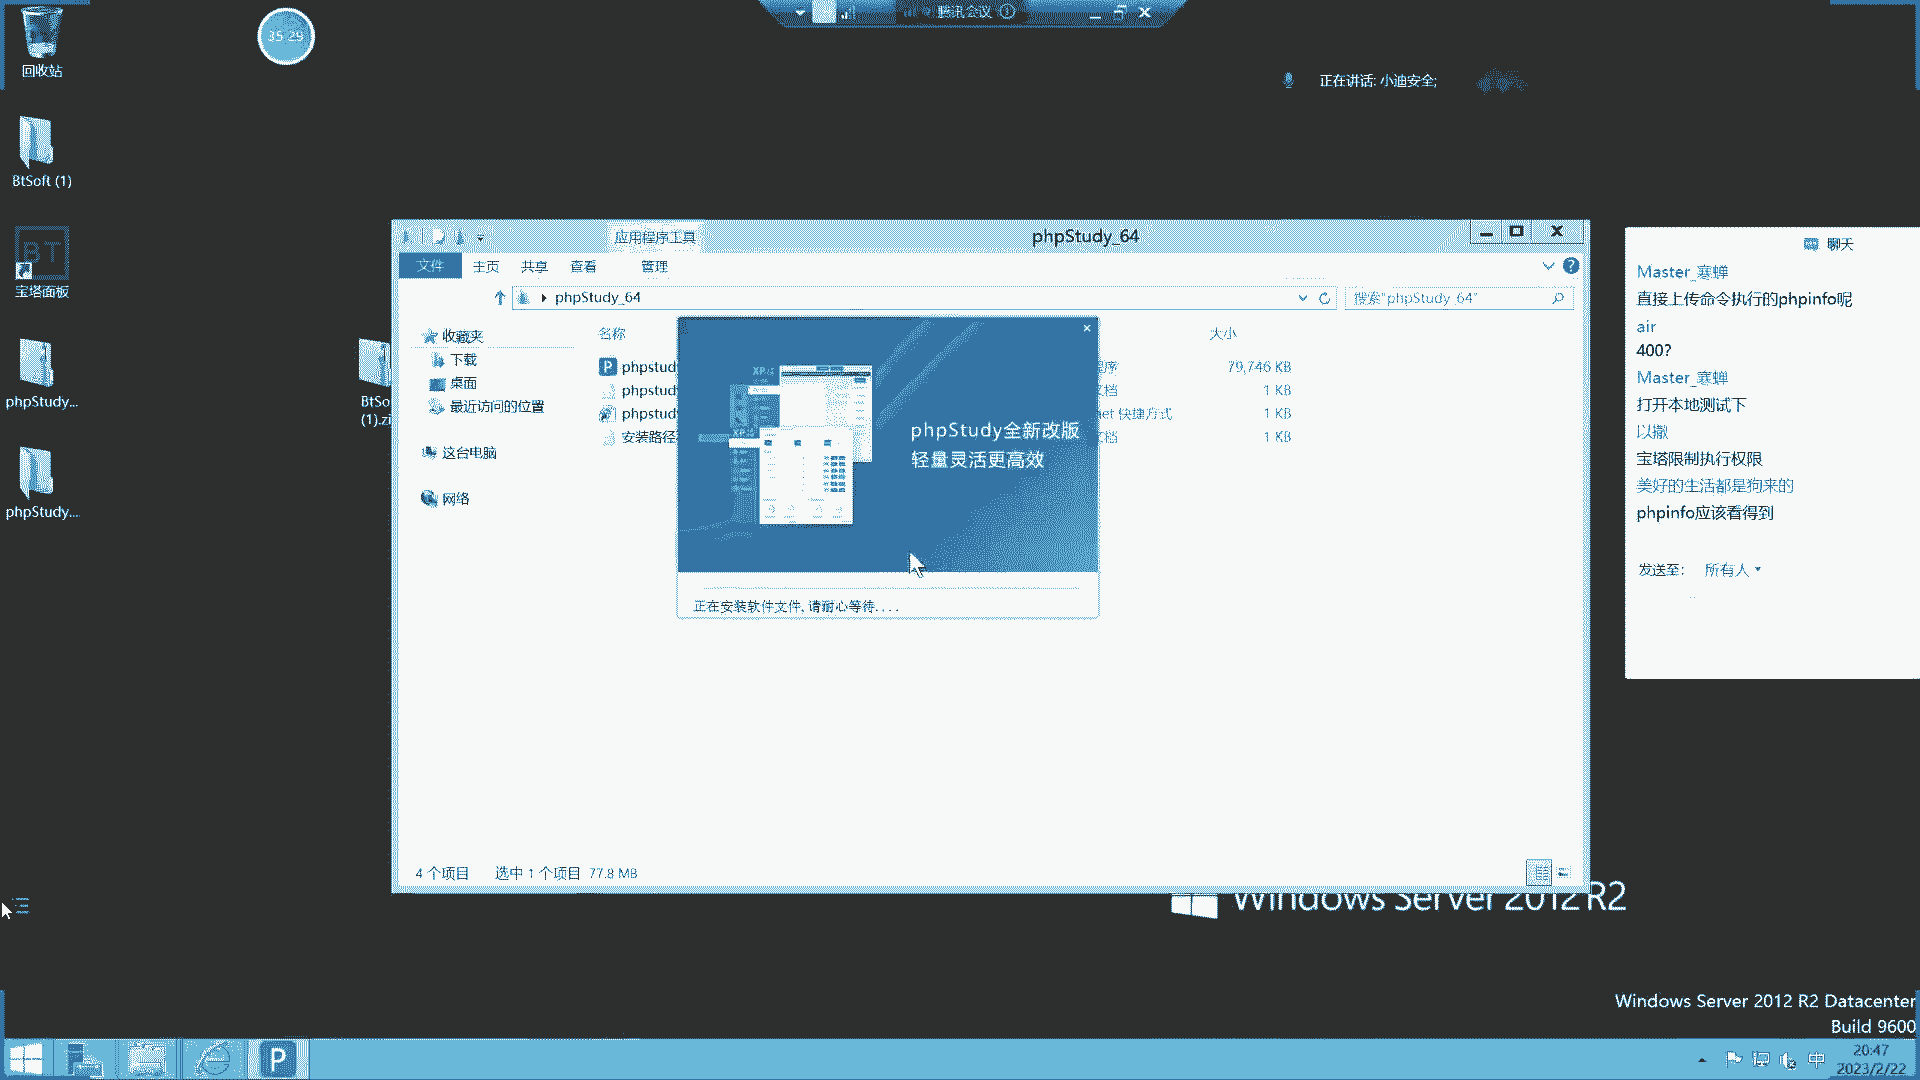 回收站
35:29
腾讯会议
正在讲话: 小迪安全;
BtSoft (1)
BT
宝塔面板
phpStudy...
phpStudy...
BtSo
(1).zi
应用程序工具
phpStudy_64
文件
主页
共享
查看
管理
phpStudy_64
搜索"phpStudy_64"
收藏夹
下载
桌面
最近访问的位置
这台电脑
网络
名称
大小
phpstud
序
79,746 KB
phpstud
文档
1 KB
phpstud
net 快捷方式
1 KB
安装路径
文档
1 KB
phpStudy全新改版
轻量灵活更高效
正在安装软件文件, 请耐心等待....
4 个项目
选中 1 个项目 77.8 MB
聊天
Master_寒蝉
直接上传命令执行的phpinfo呢
air
400?
Master_寒蝉
打开本地测试下
以撒
宝塔限制执行权限
美好的生活都是狗来的
phpinfo应该看得到
发送至:
所有人
Windows Server 2012 R2
Windows Server 2012 R2 Datacenter
Build 9600
P
中
20:47
2023/2/22